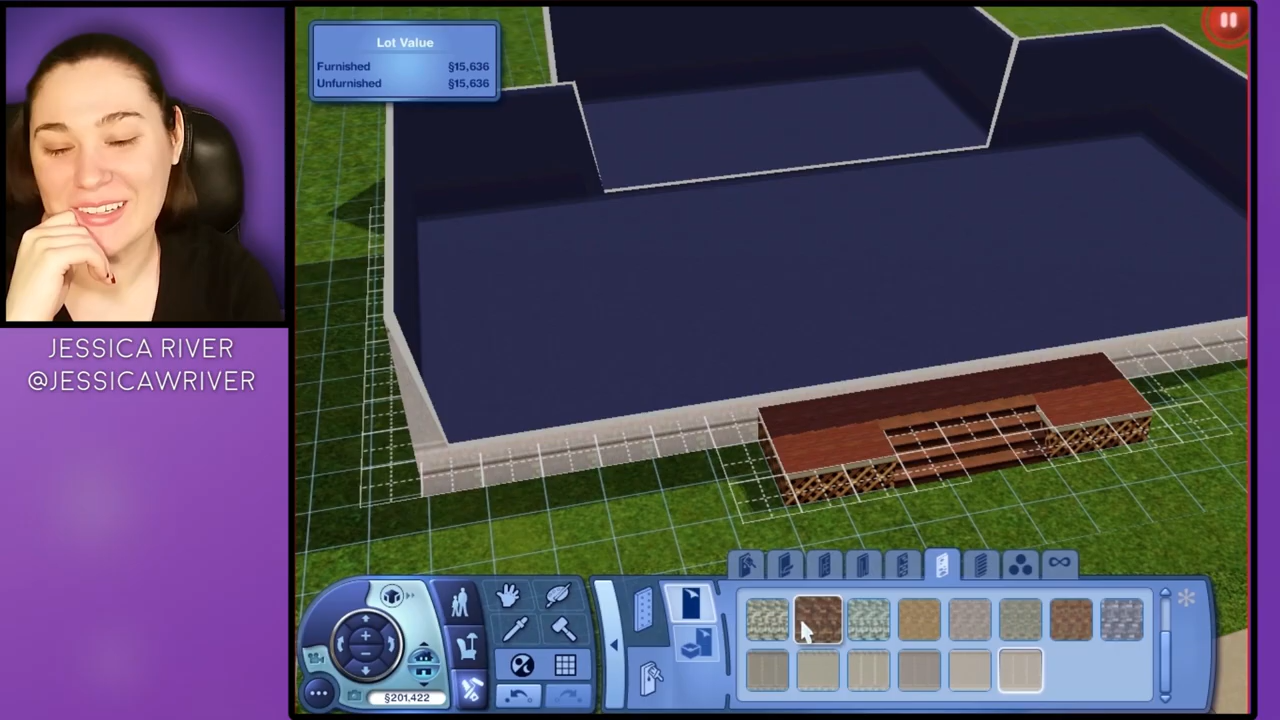 Lot Value
Furnished §15,636
Unfurnished §15,636
JESSICA RIVER
@JESSICAWRIVER
§201,422